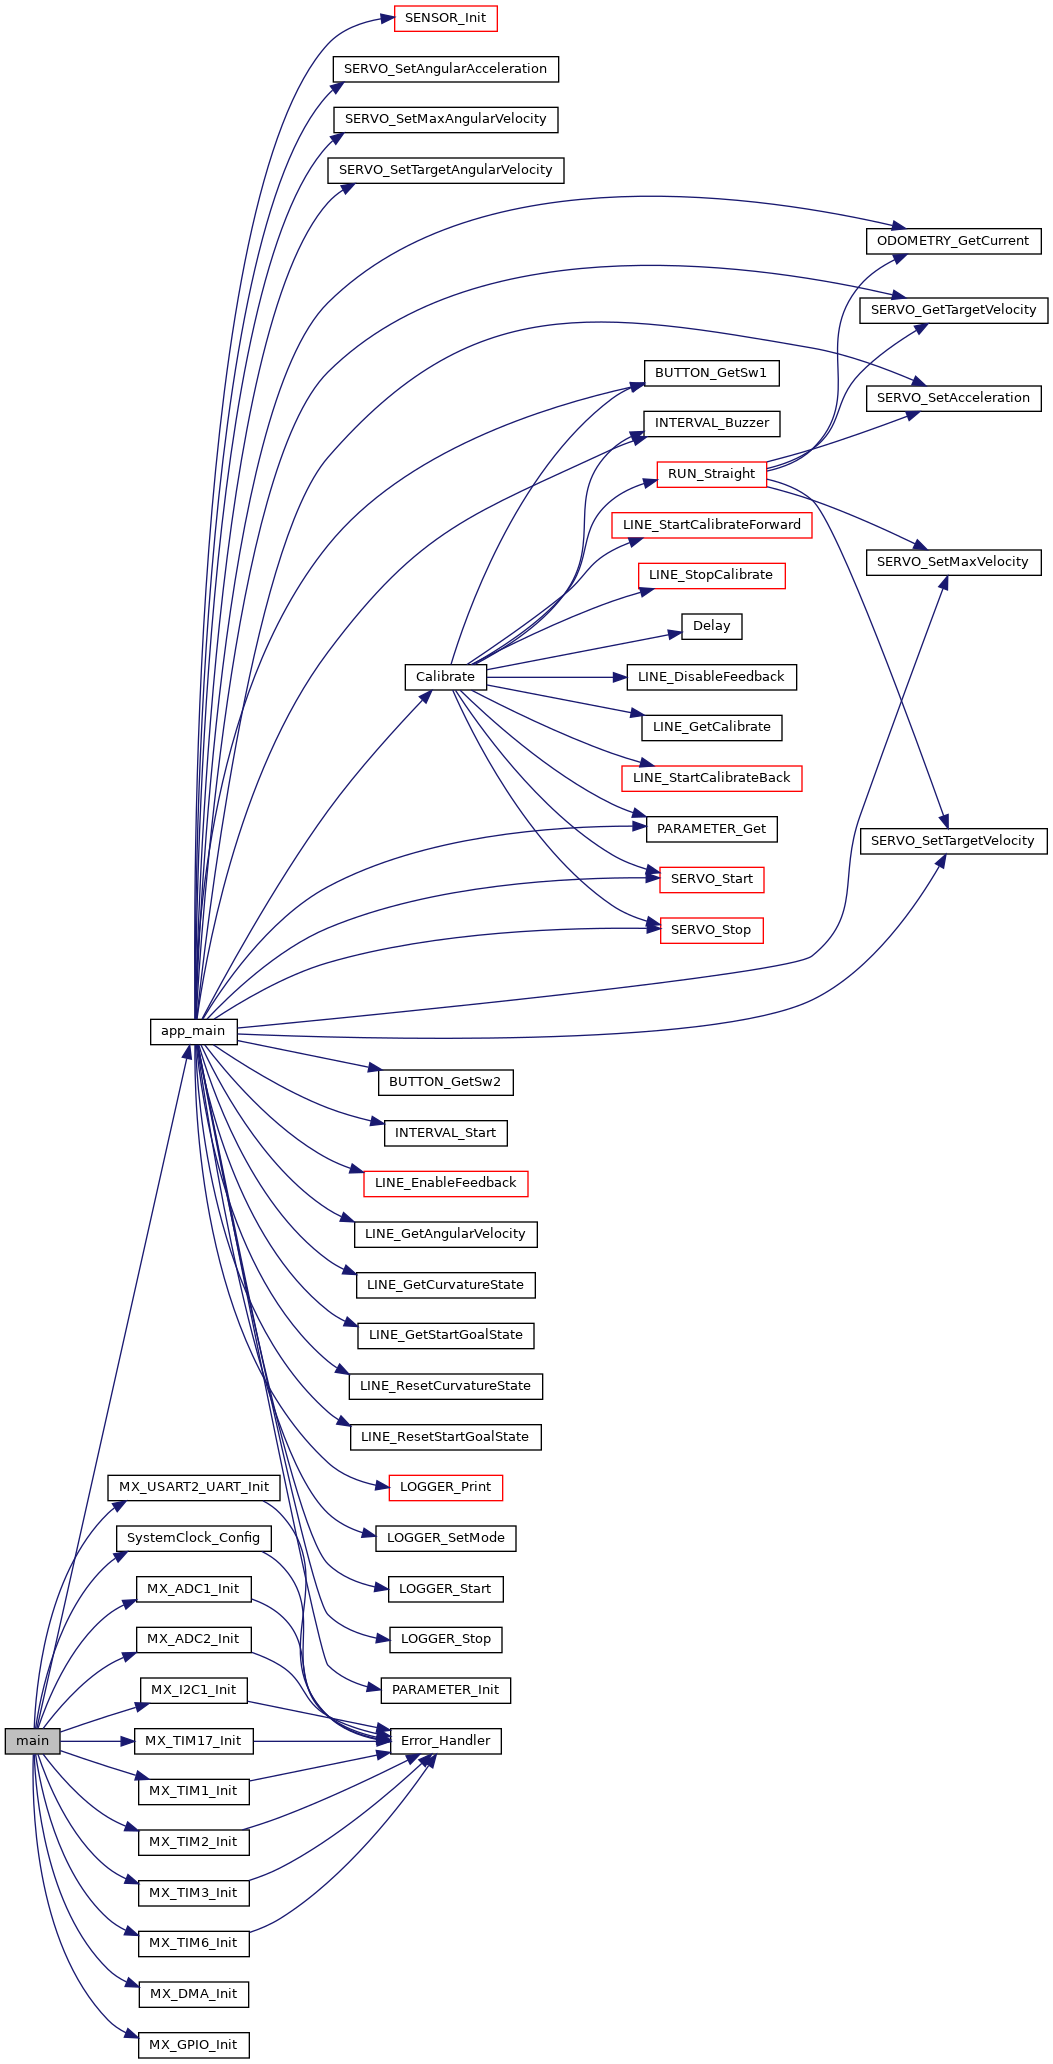 SENSOR_Init
SERVO_SetAngularAcceleration
SERVO_SetMaxAngularVelocity
SERVO_SetTargetAngularVelocity
ODOMETRY_GetCurrent
SERVO_GetTargetVelocity
BUTTON_GetSw1
SERVO_SetAcceleration
INTERVAL_Buzzer
RUN_Straight
LINE_StartCalibrateForward
SERVO_SetMaxVelocity
LINE_StopCalibrate
Delay
Calibrate
LINE_DisableFeedback
LINE_GetCalibrate
LINE_StartCalibrateBack
PARAMETER_Get
SERVO_SetTargetVelocity
SERVO_Start
SERVO_Stop
app_main
BUTTON_GetSw2
INTERVAL_Start
LINE_EnableFeedback
LINE_GetAngularVelocity
LINE_GetCurvatureState
LINE_GetStartGoalState
LINE_ResetCurvatureState
LINE_ResetStartGoalState
MX_USART2_UART_Init
LOGGER_Print
SystemClock_Config
LOGGER_SetMode
MX_ADC1_Init
LOGGER_Start
MX_ADC2_Init
LOGGER_Stop
MX_I2C1_Init
PARAMETER_Init
main
MX_TIM17_Init
Error_Handler
MX_TIM1_Init
MX_TIM2_Init
MX_TIM3_Init
MX_TIM6_Init
MX_DMA_Init
MX_GPIO_Init